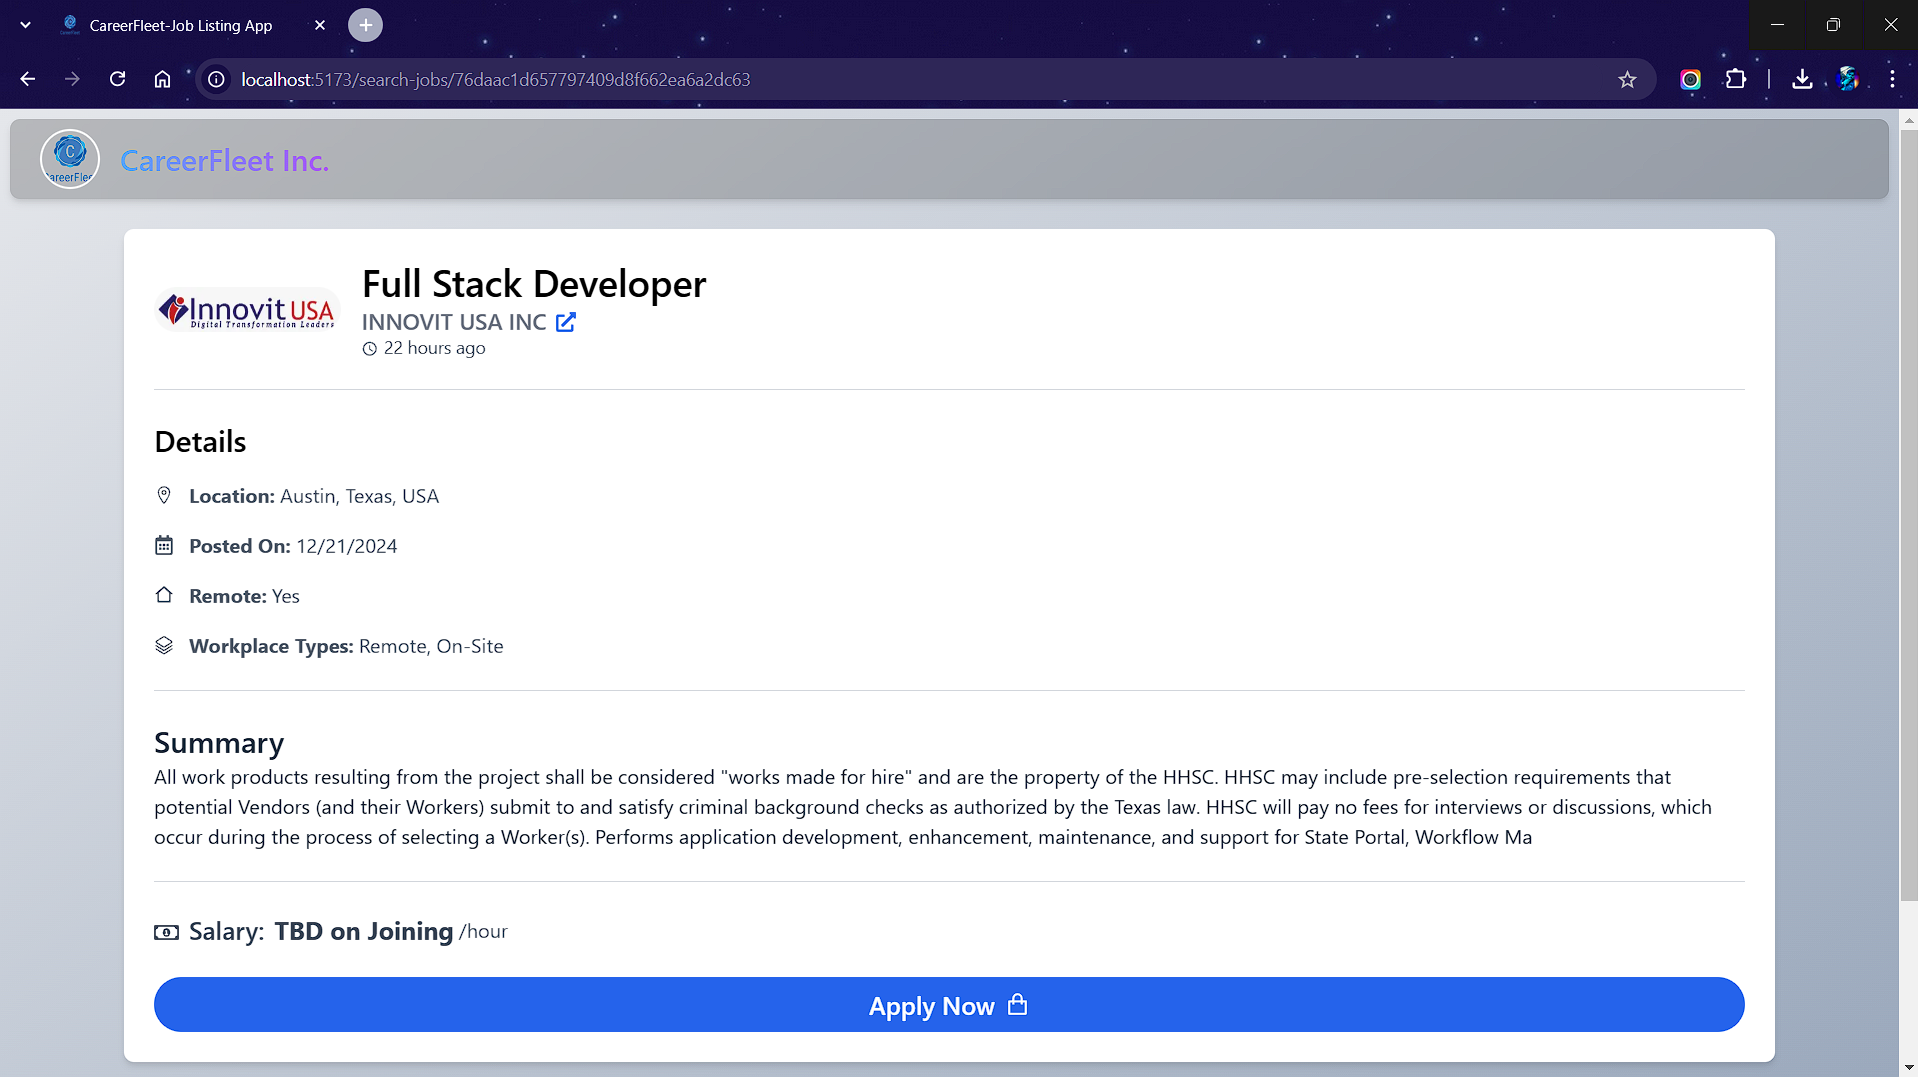 CareerFleet-Job Listing App
localhost:5173/search-jobs/76daac1d657797409d8f662ea6a2dc63
C
CareerFleet Inc.
Innovit USA
Digital Transformation Leaders
Full Stack Developer
INNOVIT USA INC
22 hours ago
Details
Location: Austin, Texas, USA
Posted On: 12/21/2024
Remote: Yes
Workplace Types: Remote, On-Site
Summary
All work products resulting from the project shall be considered "works made for hire" and are the property of the HHSC. HHSC may include pre-selection requirements that
potential Vendors (and their Workers) submit to and satisfy criminal background checks as authorized by the Texas law. HHSC will pay no fees for interviews or discussions, which
occur during the process of selecting a Worker(s). Performs application development, enhancement, maintenance, and support for State Portal, Workflow Ma
Salary: TBD on Joining /hour
Apply Now